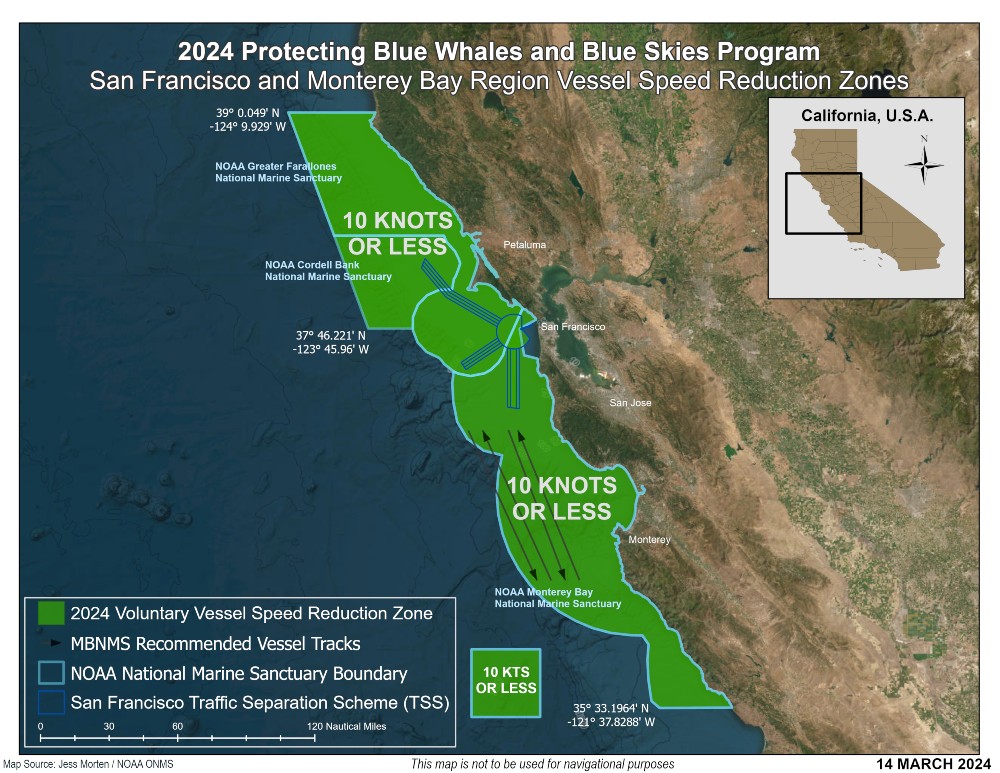 2024 Protecting Blue Whales and Blue Skies Program
San Francisco and Monterey Bay Region Vessel Speed Reduction Zones
39° 0.049' N
-124° 9.929' W
California, U.S.A.
N
NOAA Greater Farallones
National Marine Sanctuary
10 KNOTS
OR LESS
Petaluma
NOAA Cordell Bank
National Marine Sanctuary
37° 46.221' N
-123° 45.96' W
San Francisco
San Jose
10 KNOTS
OR LESS
Monterey
NOAA Monterey Bay
National Marine Sanctuary
2024 Voluntary Vessel Speed Reduction Zone
MBNMS Recommended Vessel Tracks
NOAA National Marine Sanctuary Boundary
San Francisco Traffic Separation Scheme (TSS)
0 30 60 120 Nautical Miles
10 KTS
OR LESS
35° 33.1964' N
-121° 37.8288' W
Map Source: Jess Morten / NOAA ONMS
This map is not to be used for navigational purposes
14 MARCH 2024